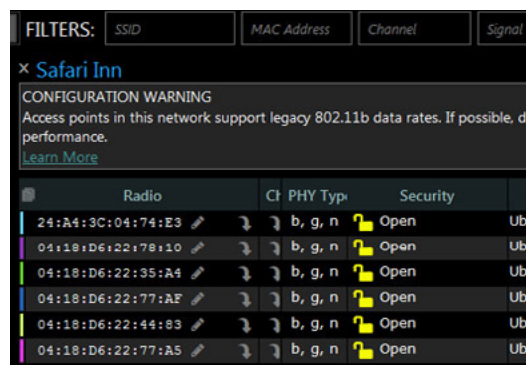 FILTERS: SSID MAC Address Channel Signal
× Safari Inn
CONFIGURATION WARNING
Access points in this network support legacy 802.11b data rates. If possible, d
performance.
Learn More
Radio Ch PHY Type Security
24:A4:3C:04:74:E3 b, g, n Open Ub
04:18:D6:22:78:10 b, g, n Open Ub
04:18:D6:22:35:A4 b, g, n Open Ub
04:18:D6:22:77:AF b, g, n Open Ub
04:18:D6:22:44:83 b, g, n Open Ub
04:18:D6:22:77:A5 b, g, n Open Ub